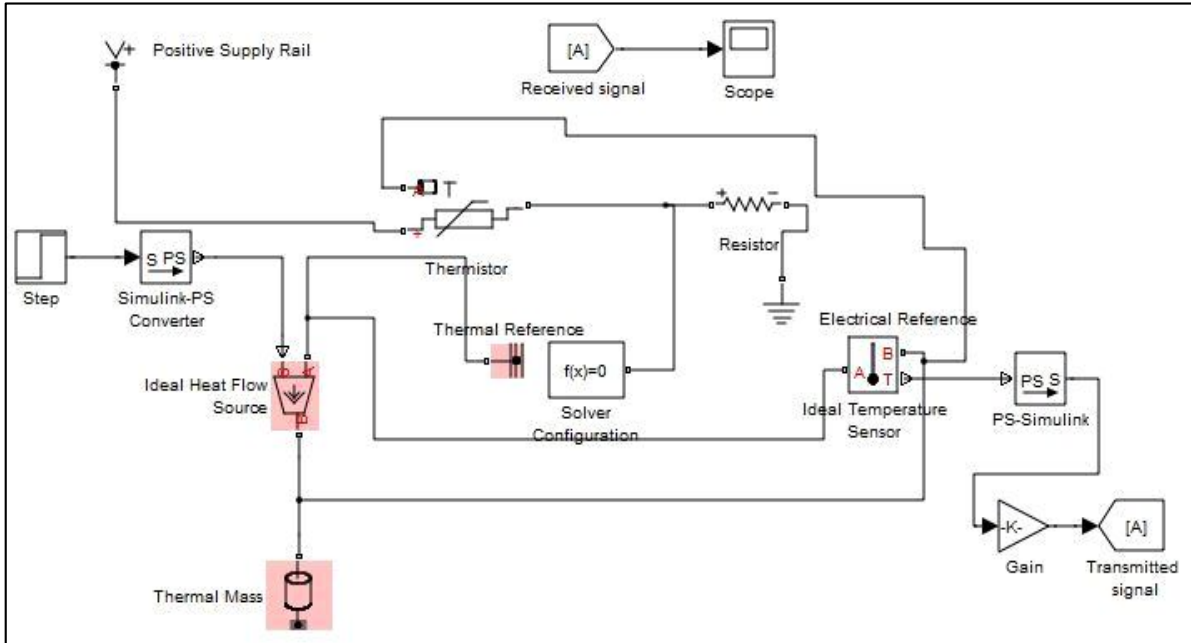 V+ Positive Supply Rail
[A]
Received signal
Scope
A T
+ -
Thermistor
Resistor
Step
S PS
Simulink-PS
Converter
Thermal Reference
f(x)=0
Solver
Configuration
Electrical Reference
B
A T
Ideal Temperature
Sensor
PS S
PS-Simulink
S A
B
Ideal Heat Flow
Source
-K-
Gain
[A]
Transmitted
signal
Thermal Mass